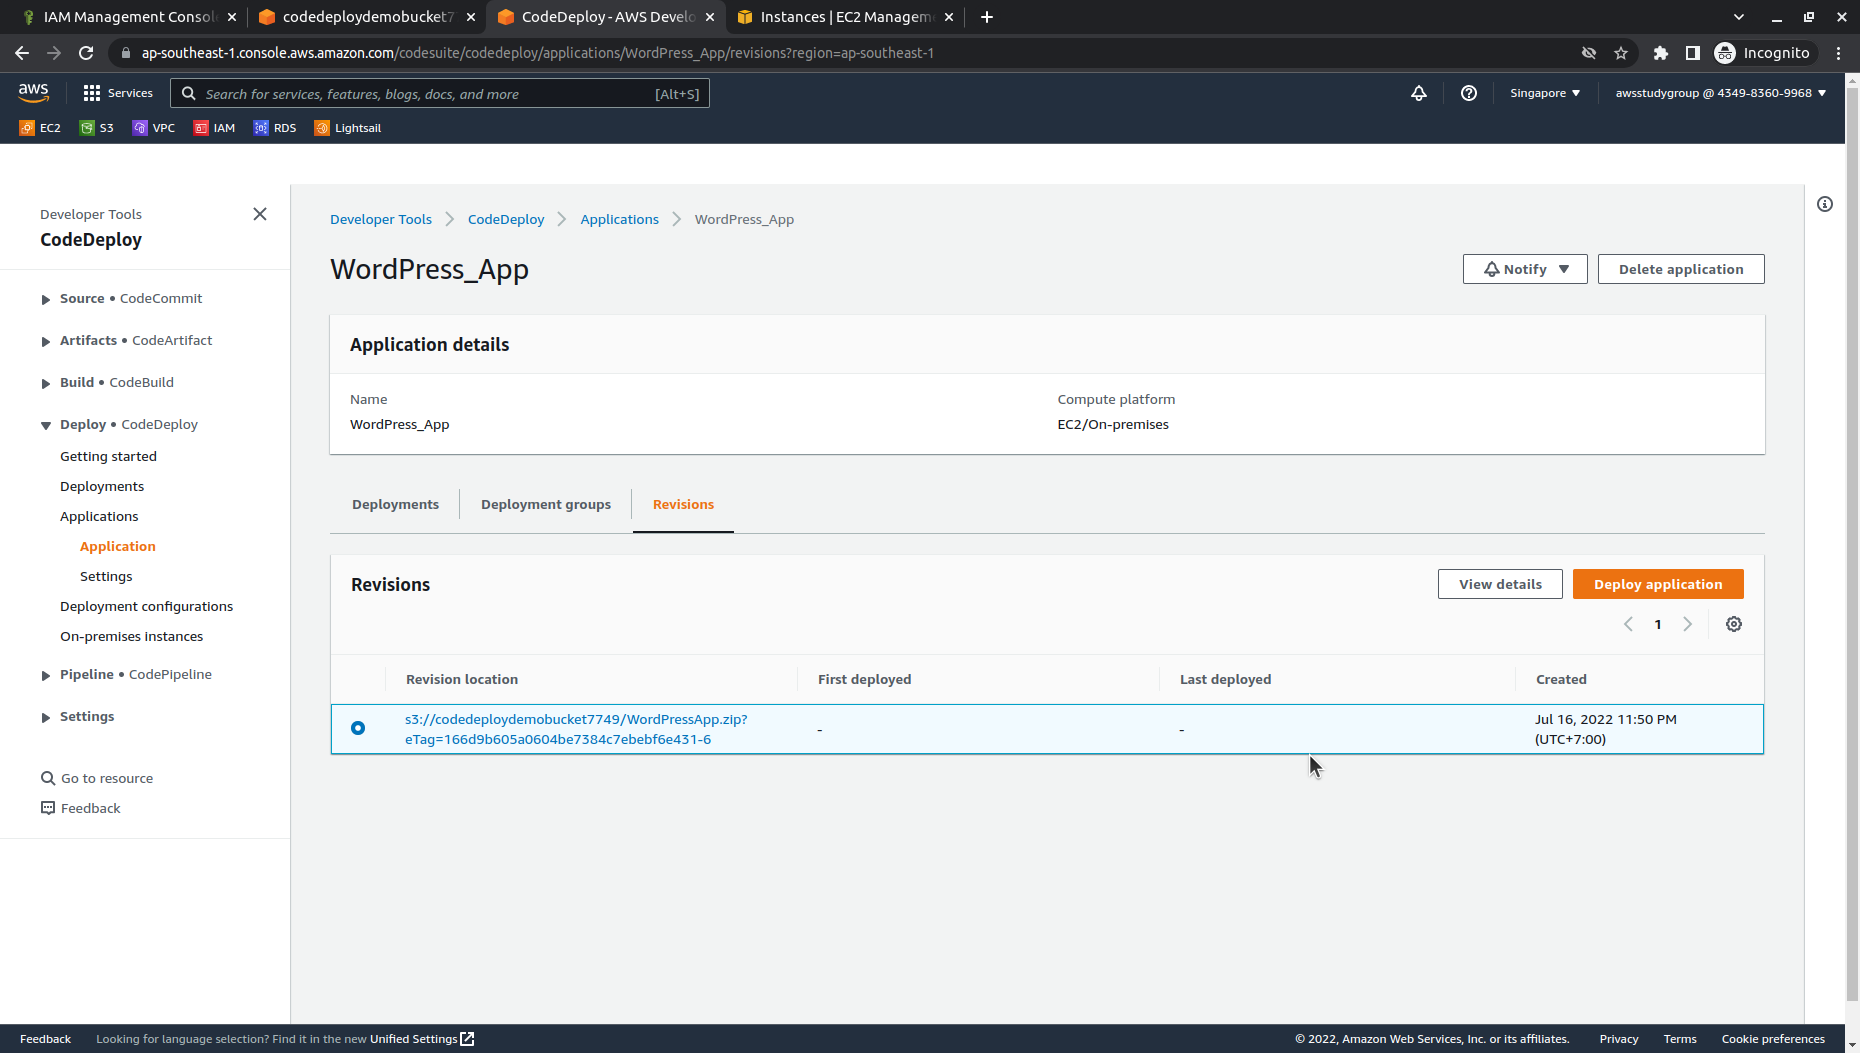 IAM Management Consol
codedeploydemobucket7
CodeDeploy - AWS Develo
Instances | EC2 Managem
ap-southeast-1.console.aws.amazon.com/codesuite/codedeploy/applications/WordPress_App/revisions?region=ap-southeast-1
Incognito
aws
Services
Search for services, features, blogs, docs, and more
[Alt+S]
Singapore
awsstudygroup @ 4349-8360-9968
EC2
S3
VPC
IAM
RDS
Lightsail
Developer Tools
CodeDeploy
Source • CodeCommit
Artifacts • CodeArtifact
Build • CodeBuild
Deploy • CodeDeploy
Getting started
Deployments
Applications
Application
Settings
Deployment configurations
On-premises instances
Pipeline • CodePipeline
Settings
Go to resource
Feedback
Developer Tools
CodeDeploy
Applications
WordPress_App
WordPress_App
Notify
Delete application
Application details
Name
WordPress_App
Compute platform
EC2/On-premises
Deployments
Deployment groups
Revisions
Revisions
View details
Deploy application
1
Revision location
First deployed
Last deployed
Created
s3://codedeploydemobucket7749/WordPressApp.zip?
eTag=166d9b605a0604be7384c7ebebf6e431-6
-
-
Jul 16, 2022 11:50 PM
(UTC+7:00)
Feedback
Looking for language selection? Find it in the new Unified Settings
© 2022, Amazon Web Services, Inc. or its affiliates.
Privacy
Terms
Cookie preferences